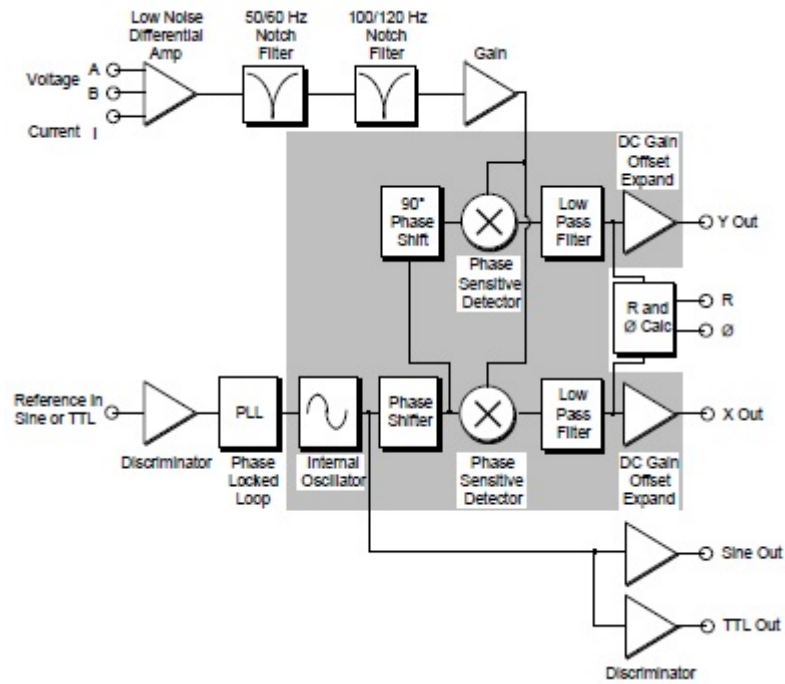 Low Noise
Differential
Amp
50/60 Hz
Notch
Filter
100/120 Hz
Notch
Filter
Gain
Voltage
A
B
Current I
DC Gain
Offset
Expand
90°
Phase
Shift
Low
Pass
Filter
Y Out
Phase
Sensitive
Detector
R and
Ø Calc
R
Ø
Reference In
Sine or TTL
PLL
Phase
Shifter
Low
Pass
Filter
X Out
Discriminator
Phase
Locked
Loop
Internal
Oscillator
Phase
Sensitive
Detector
DC Gain
Offset
Expand
Sine Out
TTL Out
Discriminator